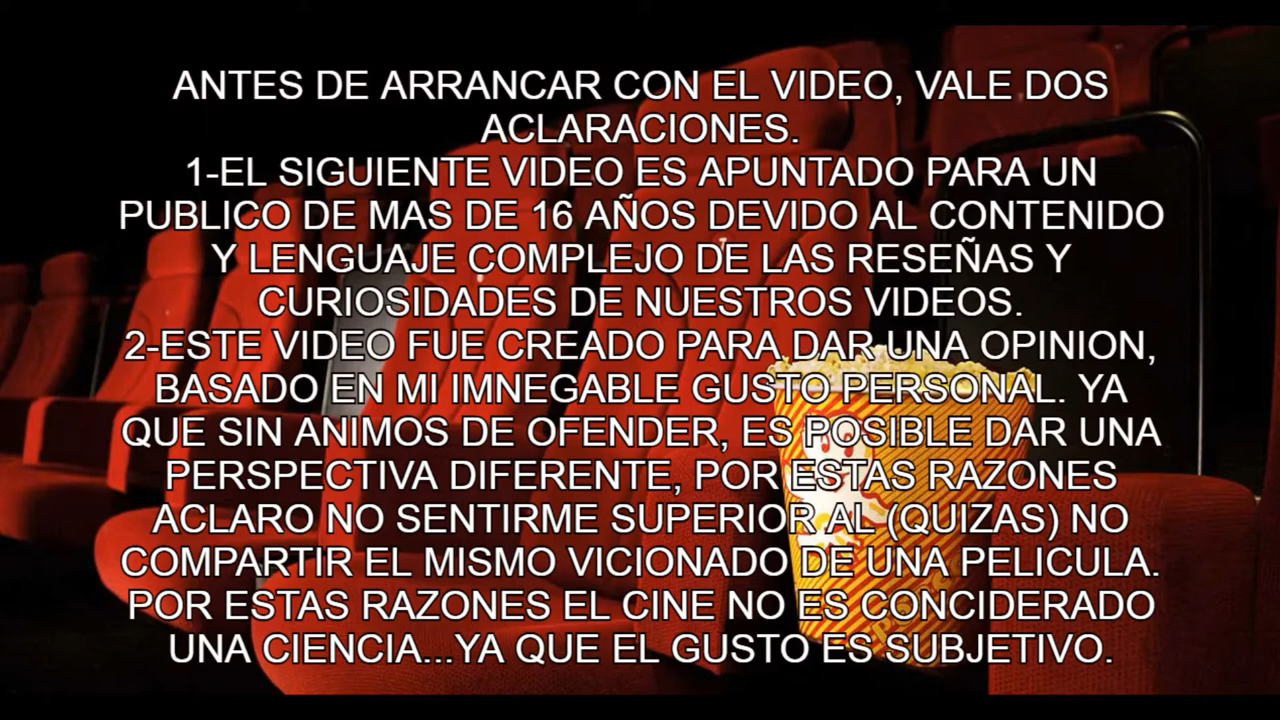 ANTES DE ARRANCAR CON EL VIDEO, VALE DOS
ACLARACIONES.
1-EL SIGUIENTE VIDEO ES APUNTADO PARA UN
PUBLICO DE MAS DE 16 AÑOS DEVIDO AL CONTENIDO
Y LENGUAJE COMPLEJO DE LAS RESEÑAS Y
CURIOSIDADES DE NUESTROS VIDEOS.
2-ESTE VIDEO FUE CREADO PARA DAR UNA OPINION,
BASADO EN MI IMNEGABLE GUSTO PERSONAL. YA
QUE SIN ANIMOS DE OFENDER, ES POSIBLE DAR UNA
PERSPECTIVA DIFERENTE, POR ESTAS RAZONES
ACLARO NO SENTIRME SUPERIOR AL (QUIZAS) NO
COMPARTIR EL MISMO VICIONADO DE UNA PELICULA.
POR ESTAS RAZONES EL CINE NO ES CONCIDERADO
UNA CIENCIA...YA QUE EL GUSTO ES SUBJETIVO.